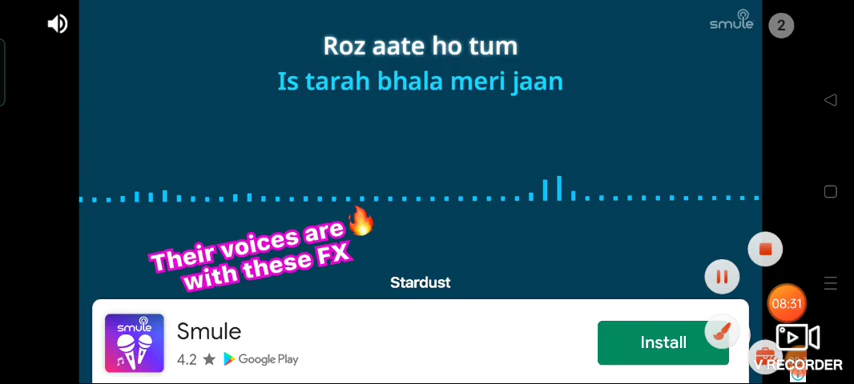 smule
2
Roz aate ho tum
Is tarah bhala meri jaan
Their voices are
with these FX
Stardust
smule
Smule
4.2
Google Play
Install
08:31
V RECORDER